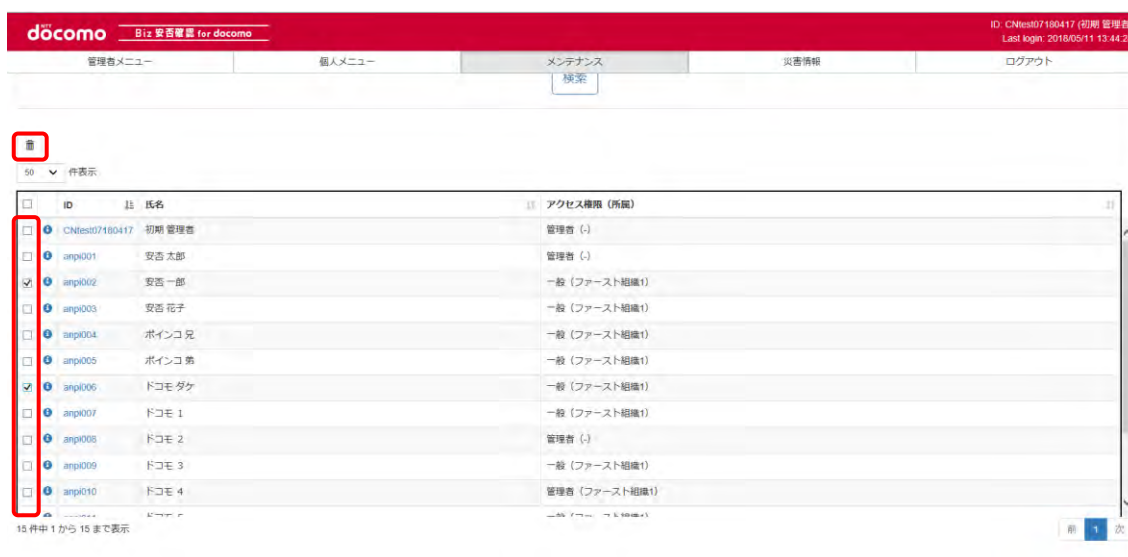 NTT
döcomo Biz 安否確認 for docomo
ID: CNtest07180417 (初期 管理者
Last login: 2018/05/11 13:44:2
管理者メニュー 個人メニュー メンテナンス 災害情報 ログアウト
検索
50 件表示
ID 氏名 アクセス権限（所属）
CNtest07180417 初期 管理者 管理者（-）
anpi001 安否 太郎 管理者（-）
anpi002 安否 一郎 一般（ファースト組織1）
anpi003 安否 花子 一般（ファースト組織1）
anpi004 ポインコ 兄 一般（ファースト組織1）
anpi005 ポインコ 弟 一般（ファースト組織1）
anpi006 ドコモ ダケ 一般（ファースト組織1）
anpi007 ドコモ 1 一般（ファースト組織1）
anpi008 ドコモ 2 管理者（-）
anpi009 ドコモ 3 一般（ファースト組織1）
anpi010 ドコモ 4 管理者（ファースト組織1）
15 件中 1 から 15 まで表示
前 1 次